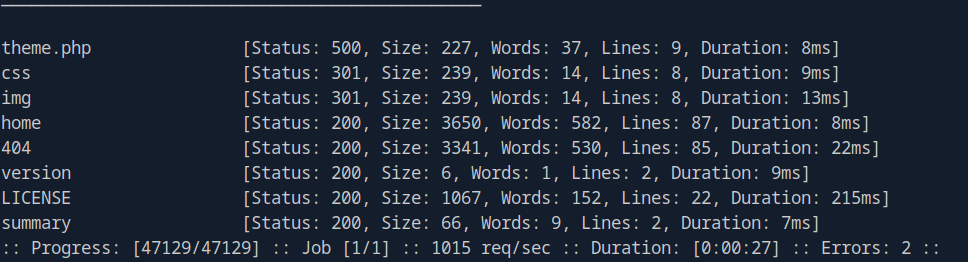 theme.php [Status: 500, Size: 227, Words: 37, Lines: 9, Duration: 8ms]
css [Status: 301, Size: 239, Words: 14, Lines: 8, Duration: 9ms]
img [Status: 301, Size: 239, Words: 14, Lines: 8, Duration: 13ms]
home [Status: 200, Size: 3650, Words: 582, Lines: 87, Duration: 8ms]
404 [Status: 200, Size: 3341, Words: 530, Lines: 85, Duration: 22ms]
version [Status: 200, Size: 6, Words: 1, Lines: 2, Duration: 9ms]
LICENSE [Status: 200, Size: 1067, Words: 152, Lines: 22, Duration: 215ms]
summary [Status: 200, Size: 66, Words: 9, Lines: 2, Duration: 7ms]
:: Progress: [47129/47129] :: Job [1/1] :: 1015 req/sec :: Duration: [0:00:27] :: Errors: 2 ::